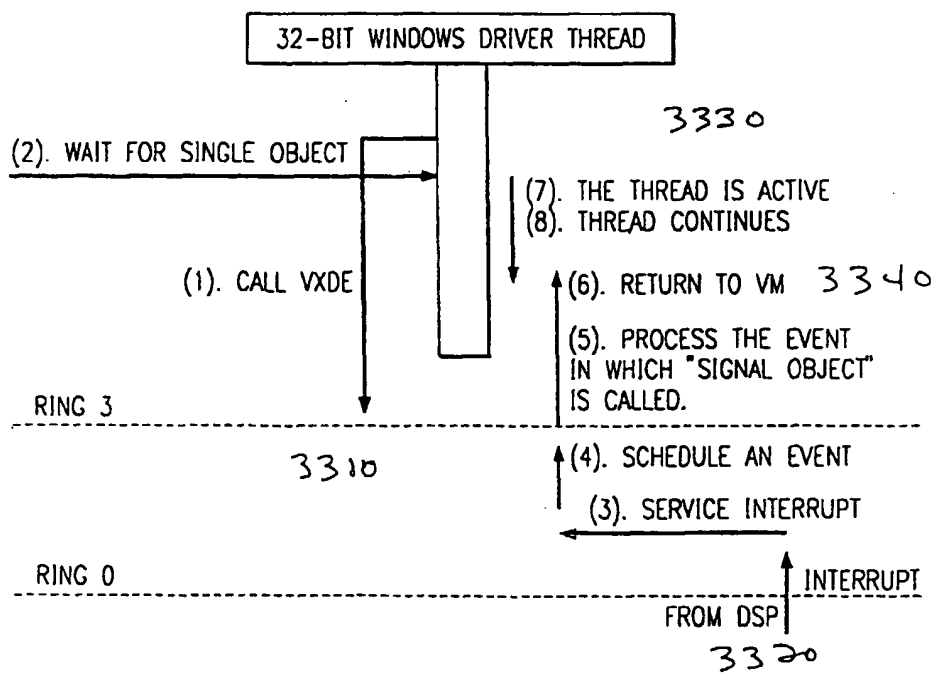 32-BIT WINDOWS DRIVER THREAD
3330
(2). WAIT FOR SINGLE OBJECT
(7). THE THREAD IS ACTIVE
(8). THREAD CONTINUES
(1). CALL VXDE
(6). RETURN TO VM 3340
(5). PROCESS THE EVENT
IN WHICH "SIGNAL OBJECT"
IS CALLED.
RING 3
3310
(4). SCHEDULE AN EVENT
(3). SERVICE INTERRUPT
RING 0
INTERRUPT
FROM DSP
3320